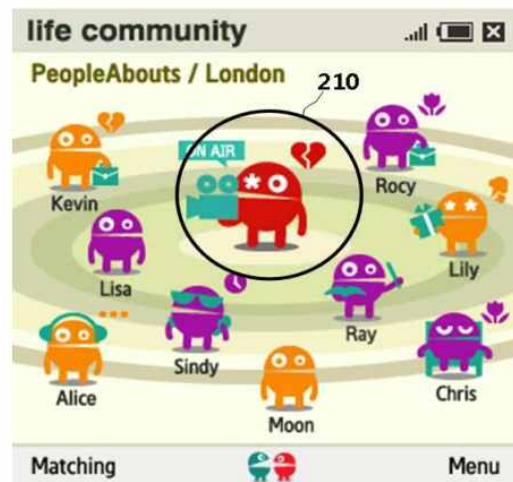 life community
PeopleAbouts / London
210
ON AIR
Kevin
Rocy
Lisa
Lily
Sindy
Ray
Alice
Chris
Moon
Matching
Menu